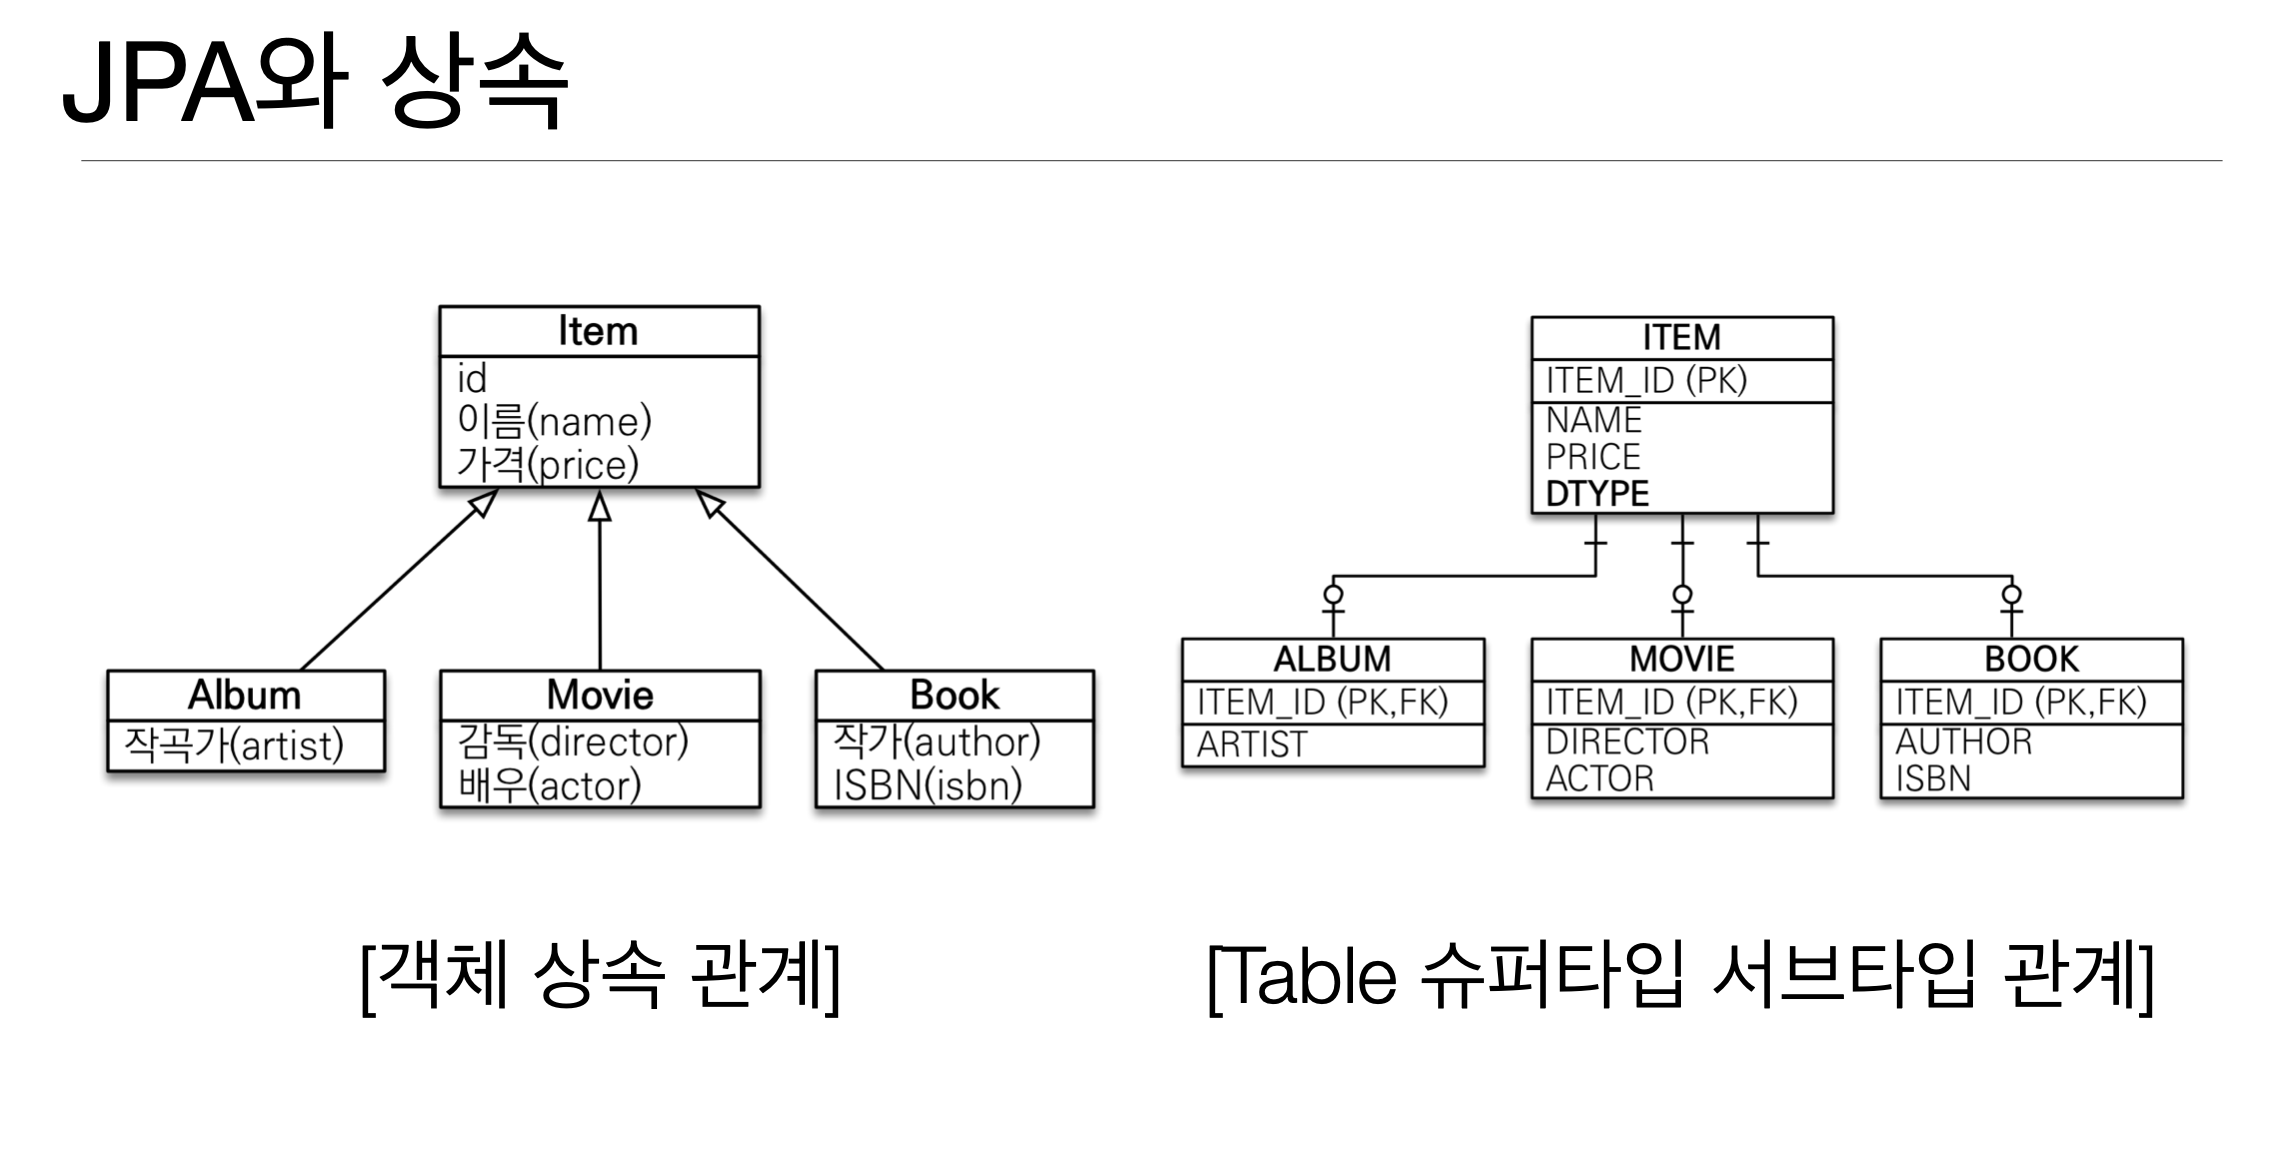 JPA와 상속
Item
id
이름(name)
가격(price)
Album
작곡가(artist)
Movie
감독(director)
배우(actor)
Book
작가(author)
ISBN(isbn)
[객체 상속 관계]
ITEM
ITEM_ID (PK)
NAME
PRICE
DTYPE
ALBUM
ITEM_ID (PK,FK)
ARTIST
MOVIE
ITEM_ID (PK,FK)
DIRECTOR
ACTOR
BOOK
ITEM_ID (PK,FK)
AUTHOR
ISBN
[Table 슈퍼타입 서브타입 관계]